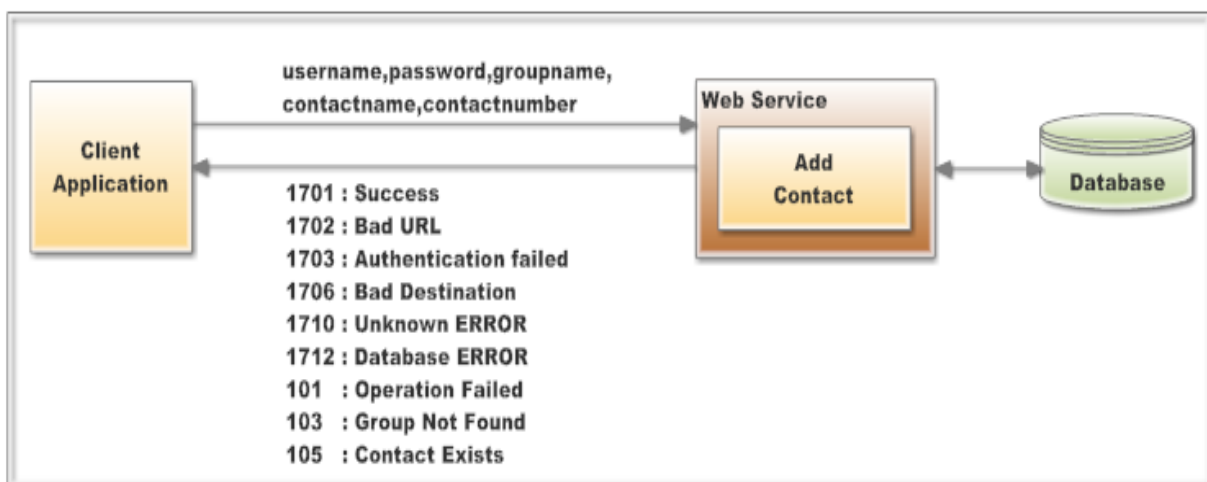 Client
Application
username,password,groupname,
contactname,contactnumber
1701 : Success
1702 : Bad URL
1703 : Authentication failed
1706 : Bad Destination
1710 : Unknown ERROR
1712 : Database ERROR
101 : Operation Failed
103 : Group Not Found
105 : Contact Exists
Web Service
Add
Contact
Database